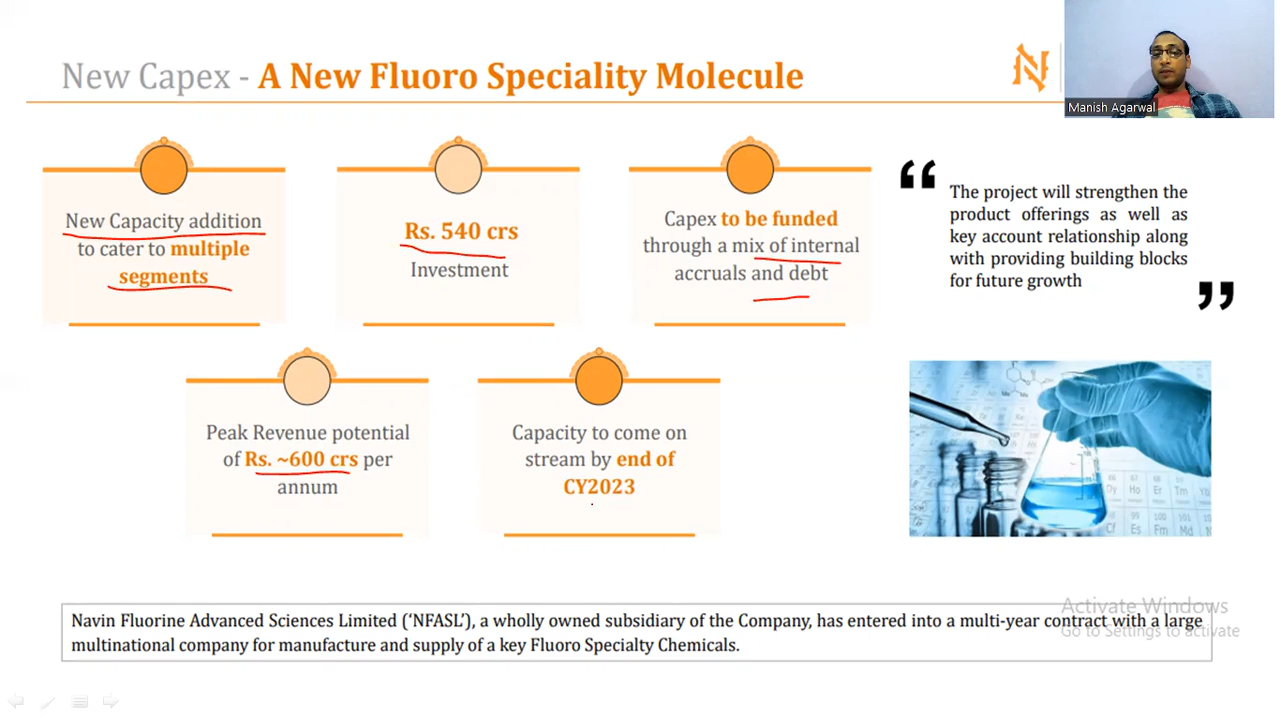 New Capex - A New Fluoro Speciality Molecule
Manish Agarwal
New Capacity addition
to cater to multiple
segments
Rs. 540 crs
Investment
Capex to be funded
through a mix of internal
accruals and debt
“
The project will strengthen the
product offerings as well as
key account relationship along
with providing building blocks
for future growth
”
Peak Revenue potential
of Rs. ~600 crs per
annum
Capacity to come on
stream by end of
CY2023
Navin Fluorine Advanced Sciences Limited (‘NFASL’), a wholly owned subsidiary of the Company, has entered into a multi-year contract with a large
multinational company for manufacture and supply of a key Fluoro Specialty Chemicals.
Activate Windows
Go to Settings to activate